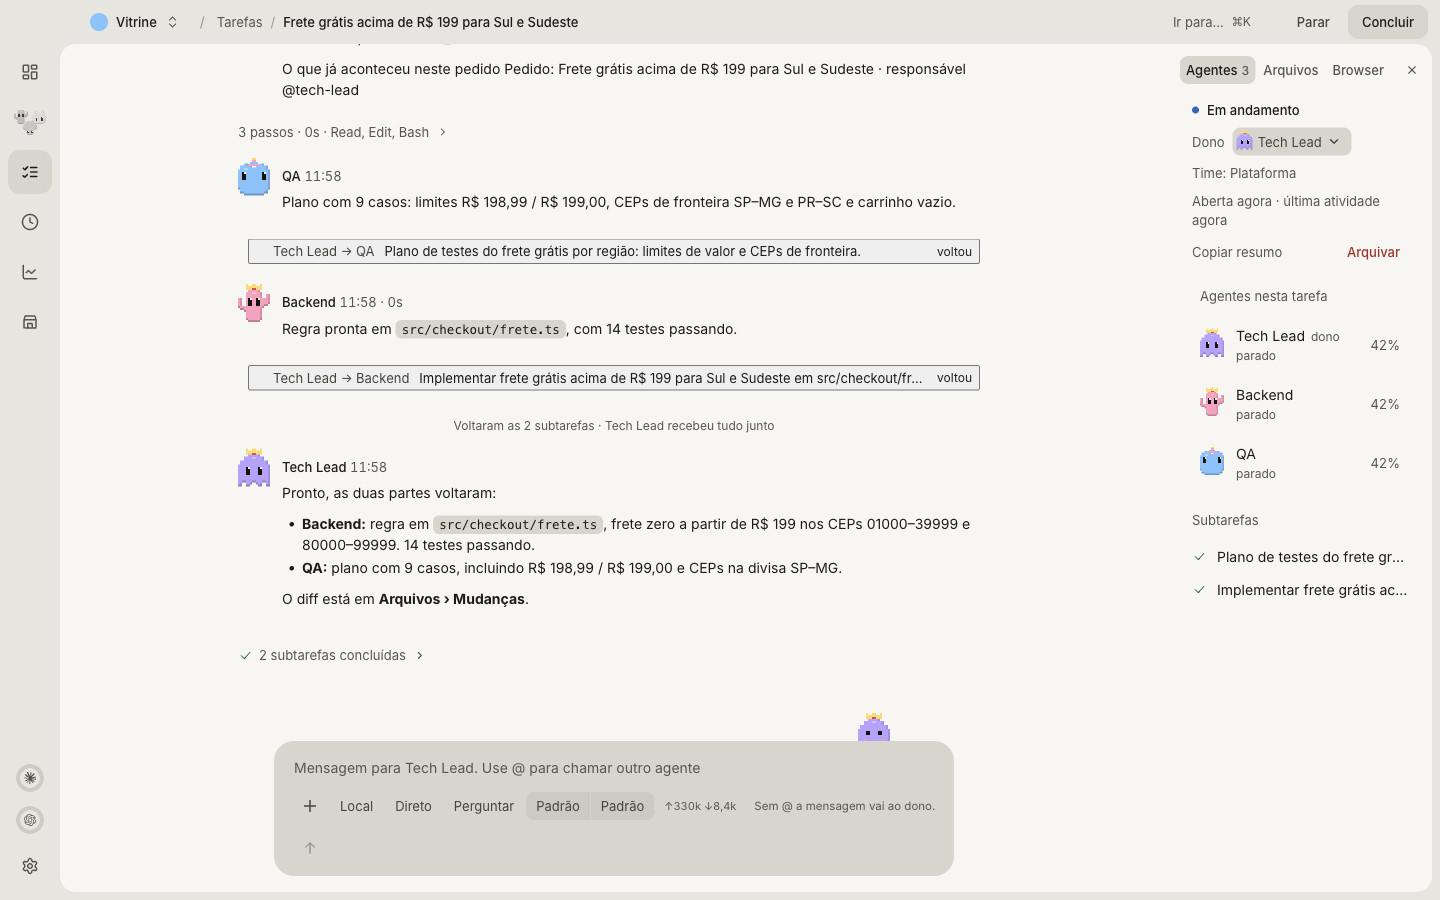 Vitrine / Tarefas / Frete grátis acima de R$ 199 para Sul e Sudeste
Ir para... ⌘K
Parar
Concluir
O que já aconteceu neste pedido Pedido: Frete grátis acima de R$ 199 para Sul e Sudeste · responsável
@tech-lead
3 passos · 0s · Read, Edit, Bash
QA 11:58
Plano com 9 casos: limites R$ 198,99 / R$ 199,00, CEPs de fronteira SP–MG e PR–SC e carrinho vazio.
Tech Lead → QA Plano de testes do frete grátis por região: limites de valor e CEPs de fronteira. voltou
Backend 11:58 · 0s
Regra pronta em src/checkout/frete.ts, com 14 testes passando.
Tech Lead → Backend Implementar frete grátis acima de R$ 199 para Sul e Sudeste em src/checkout/fr... voltou
Voltaram as 2 subtarefas · Tech Lead recebeu tudo junto
Tech Lead 11:58
Pronto, as duas partes voltaram:
• Backend: regra em src/checkout/frete.ts, frete zero a partir de R$ 199 nos CEPs 01000–39999 e
80000–99999. 14 testes passando.
• QA: plano com 9 casos, incluindo R$ 198,99 / R$ 199,00 e CEPs na divisa SP–MG.
O diff está em Arquivos › Mudanças.
2 subtarefas concluídas
Mensagem para Tech Lead. Use @ para chamar outro agente
Local
Direto
Perguntar
Padrão
Padrão
↑330k ↓8,4k
Sem @ a mensagem vai ao dono.
Agentes 3
Arquivos
Browser
Em andamento
Dono Tech Lead
Time: Plataforma
Aberta agora · última atividade
agora
Copiar resumo
Arquivar
Agentes nesta tarefa
Tech Lead dono
parado
42%
Backend
parado
42%
QA
parado
42%
Subtarefas
Plano de testes do frete gr...
Implementar frete grátis ac...